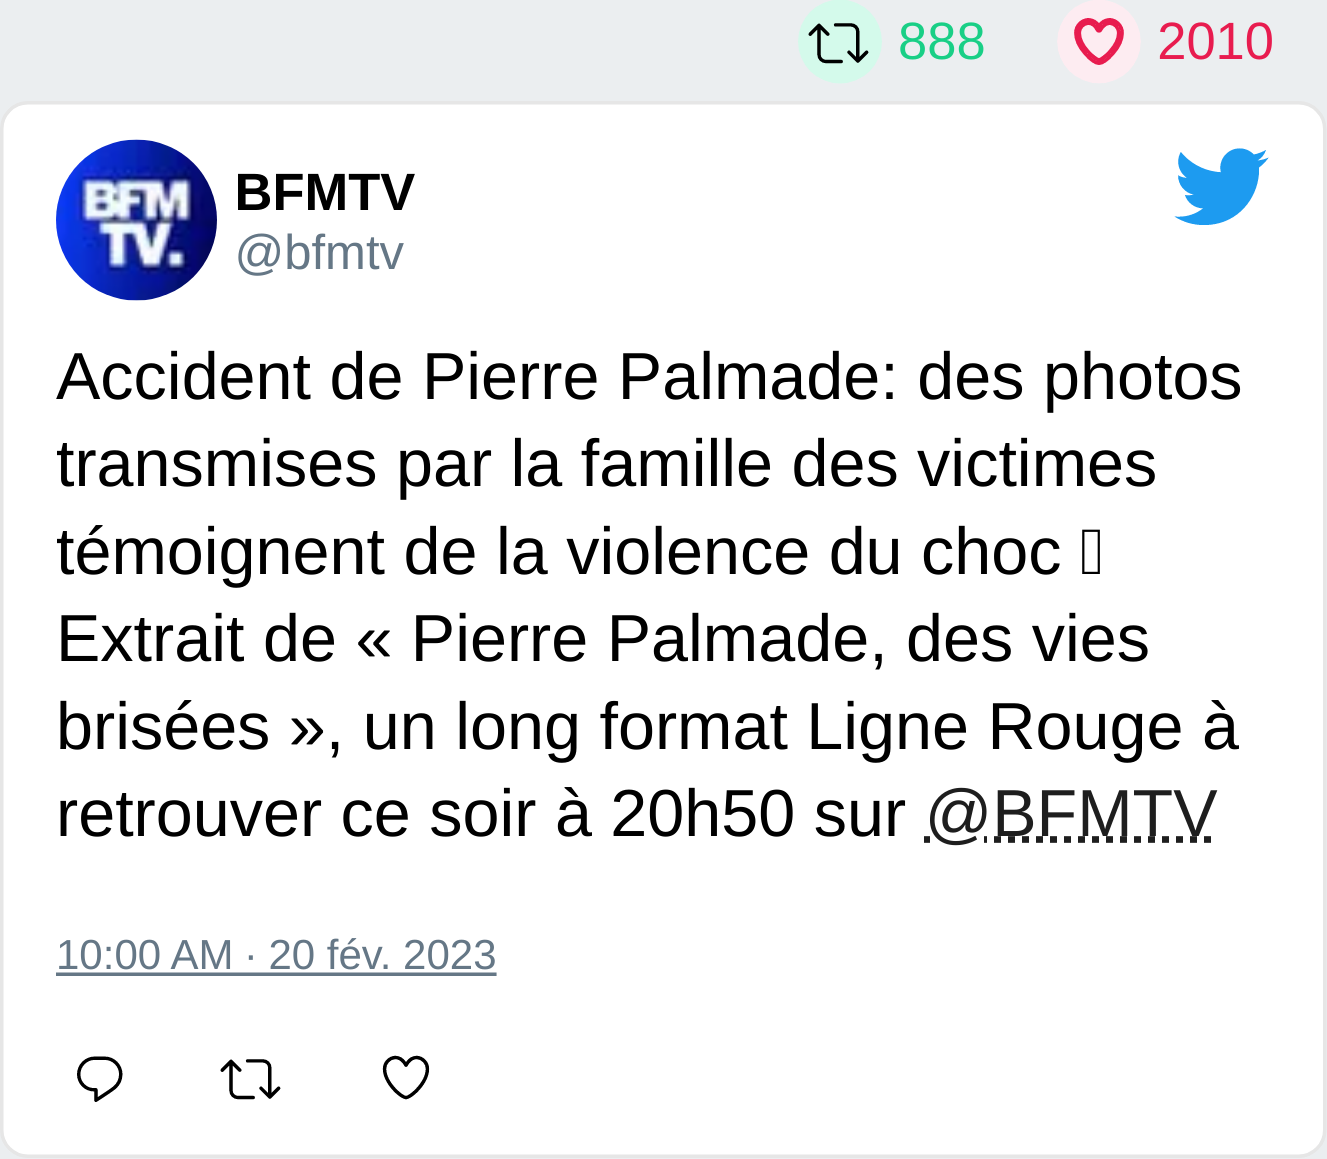 888 2010
BFM
TV.
BFMTV
@bfmtv
Accident de Pierre Palmade: des photos
transmises par la famille des victimes
témoignent de la violence du choc
Extrait de « Pierre Palmade, des vies
brisées », un long format Ligne Rouge à
retrouver ce soir à 20h50 sur @BFMTV
10:00 AM · 20 fév. 2023